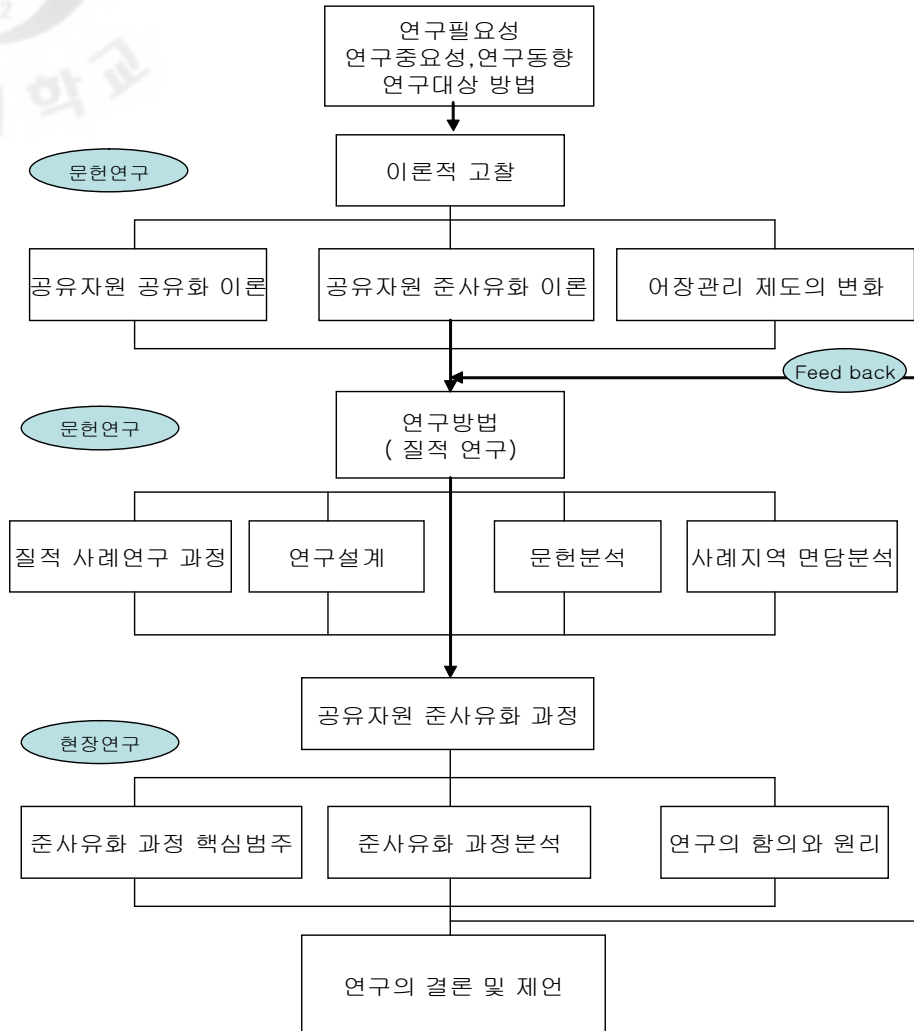 학교
연구필요성
연구중요성,연구동향
연구대상 방법
문헌연구
이론적 고찰
공유자원 공유화 이론
공유자원 준사유화 이론
어장관리 제도의 변화
Feed back
문헌연구
연구방법
( 질적 연구)
질적 사례연구 과정
연구설계
문헌분석
사례지역 면담분석
공유자원 준사유화 과정
현장연구
준사유화 과정 핵심범주
준사유화 과정분석
연구의 함의와 원리
연구의 결론 및 제언